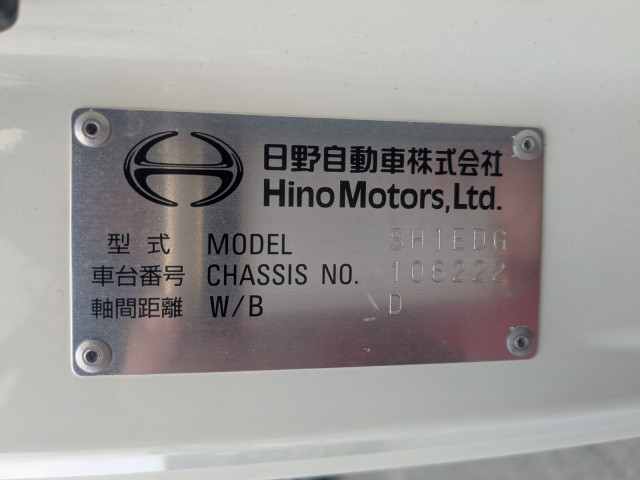 日野自動車株式会社
Hino Motors, Ltd.
型式 MODEL SH1EDG
車台番号 CHASSIS NO. 106222
軸間距離 W/B D